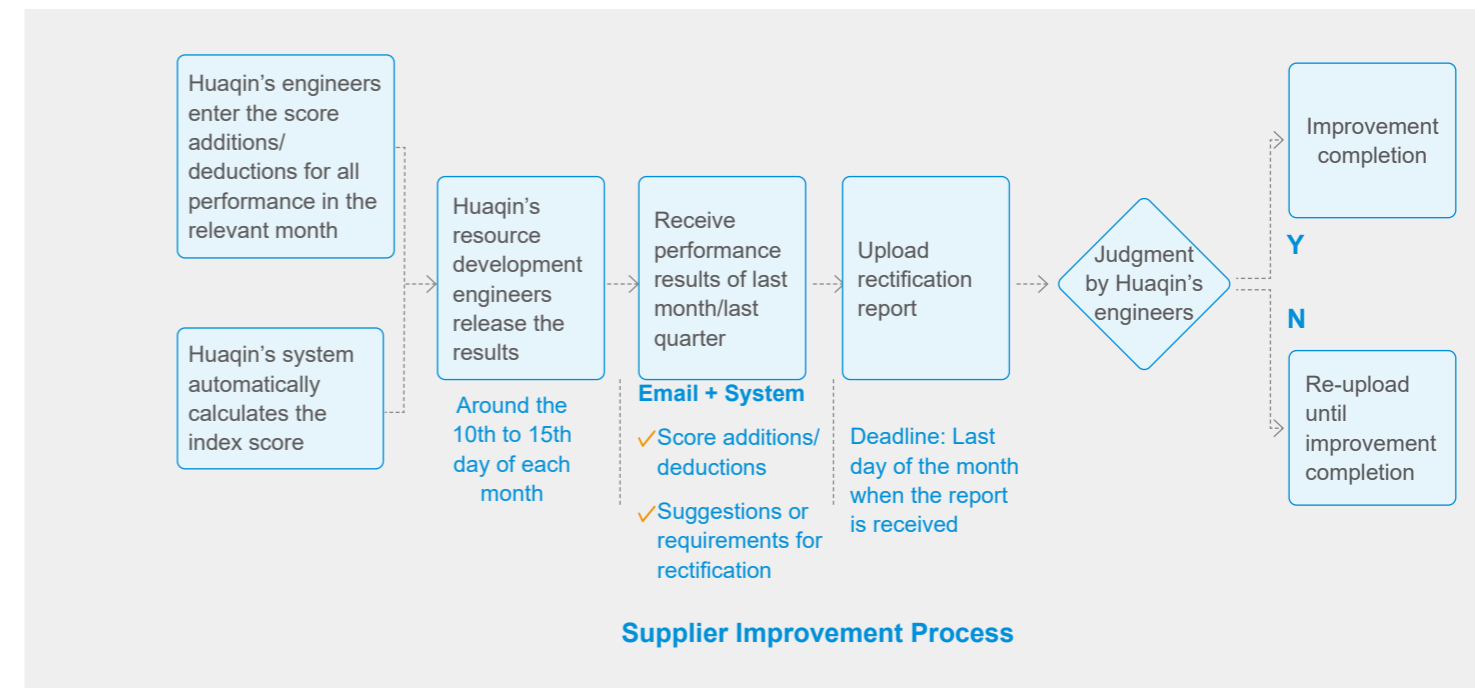 Huaqin’s engineers
enter the score
additions/
deductions for all
performance in the
relevant month
Huaqin’s system
automatically
calculates the
index score
Huaqin’s
resource
development
engineers
release the
results
Around the
10th to 15th
day of each
month
Receive
performance
results of last
month/last
quarter
Email + System
✓Score additions/
deductions
✓Suggestions or
requirements for
rectification
Upload
rectification
report
Deadline: Last
day of the month
when the report
is received
Judgment
by Huaqin’s
engineers
Improvement
completion
Y
N
Re-upload
until
improvement
completion
Supplier Improvement Process